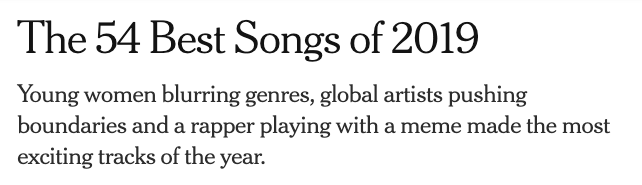 The 54 Best Songs of 2019
Young women blurring genres, global artists pushing
boundaries and a rapper playing with a meme made the most
exciting tracks of the year.